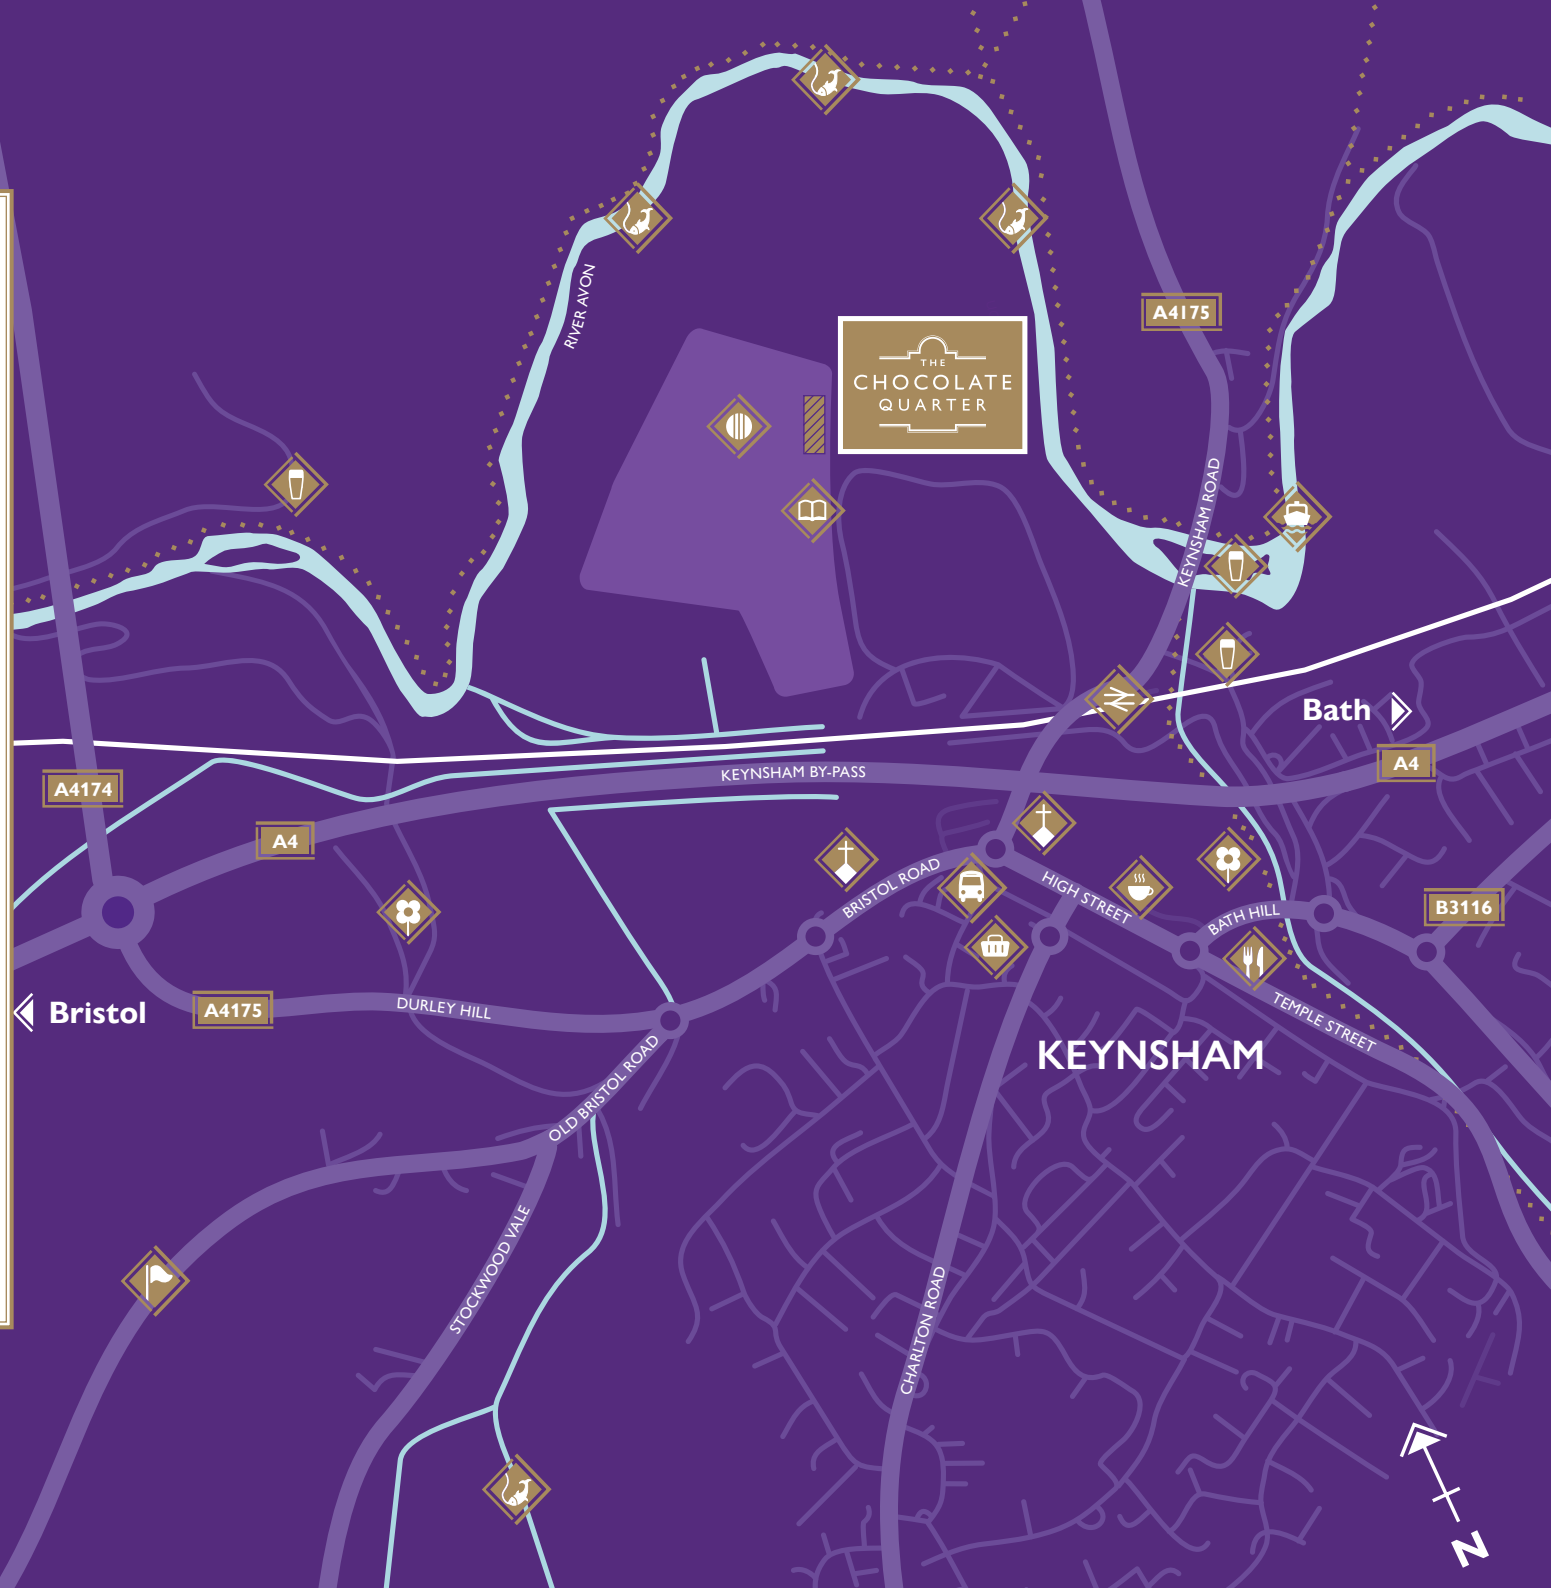 RIVER AVON
A4175
THE
CHOCOLATE
QUARTER
KEYNSHAM ROAD
Bath
A4
KEYNSHAM BY-PASS
A4174
A4
BRISTOL ROAD
HIGH STREET
BATH HILL
B3116
Bristol
A4175
DURLEY HILL
TEMPLE STREET
KEYNSHAM
OLD BRISTOL ROAD
STOCKWOOD VALE
CHARLTON ROAD
N